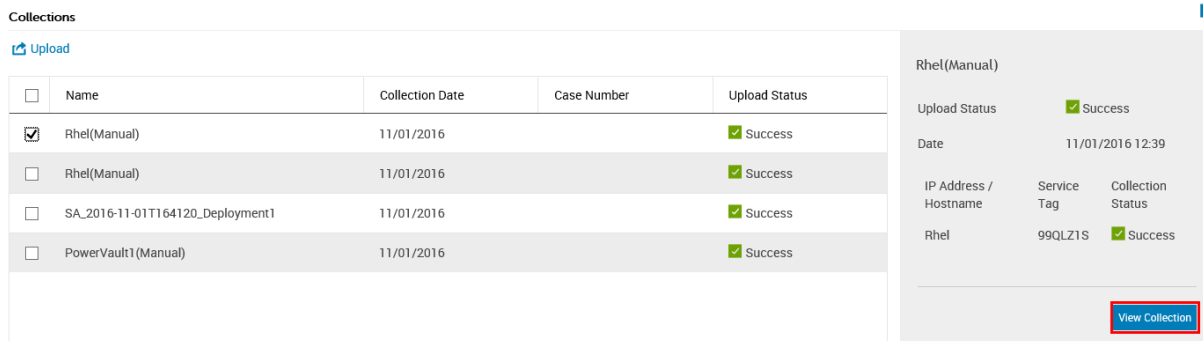 Collections
Upload
Name Collection Date Case Number Upload Status
Rhel(Manual) 11/01/2016 Success
Rhel(Manual) 11/01/2016 Success
SA_2016-11-01T164120_Deployment1 11/01/2016 Success
PowerVault1(Manual) 11/01/2016 Success
Rhel(Manual)
Upload Status Success
Date 11/01/2016 12:39
IP Address / Service Collection
Hostname Tag Status
Rhel 99QLZ1S Success
View Collection